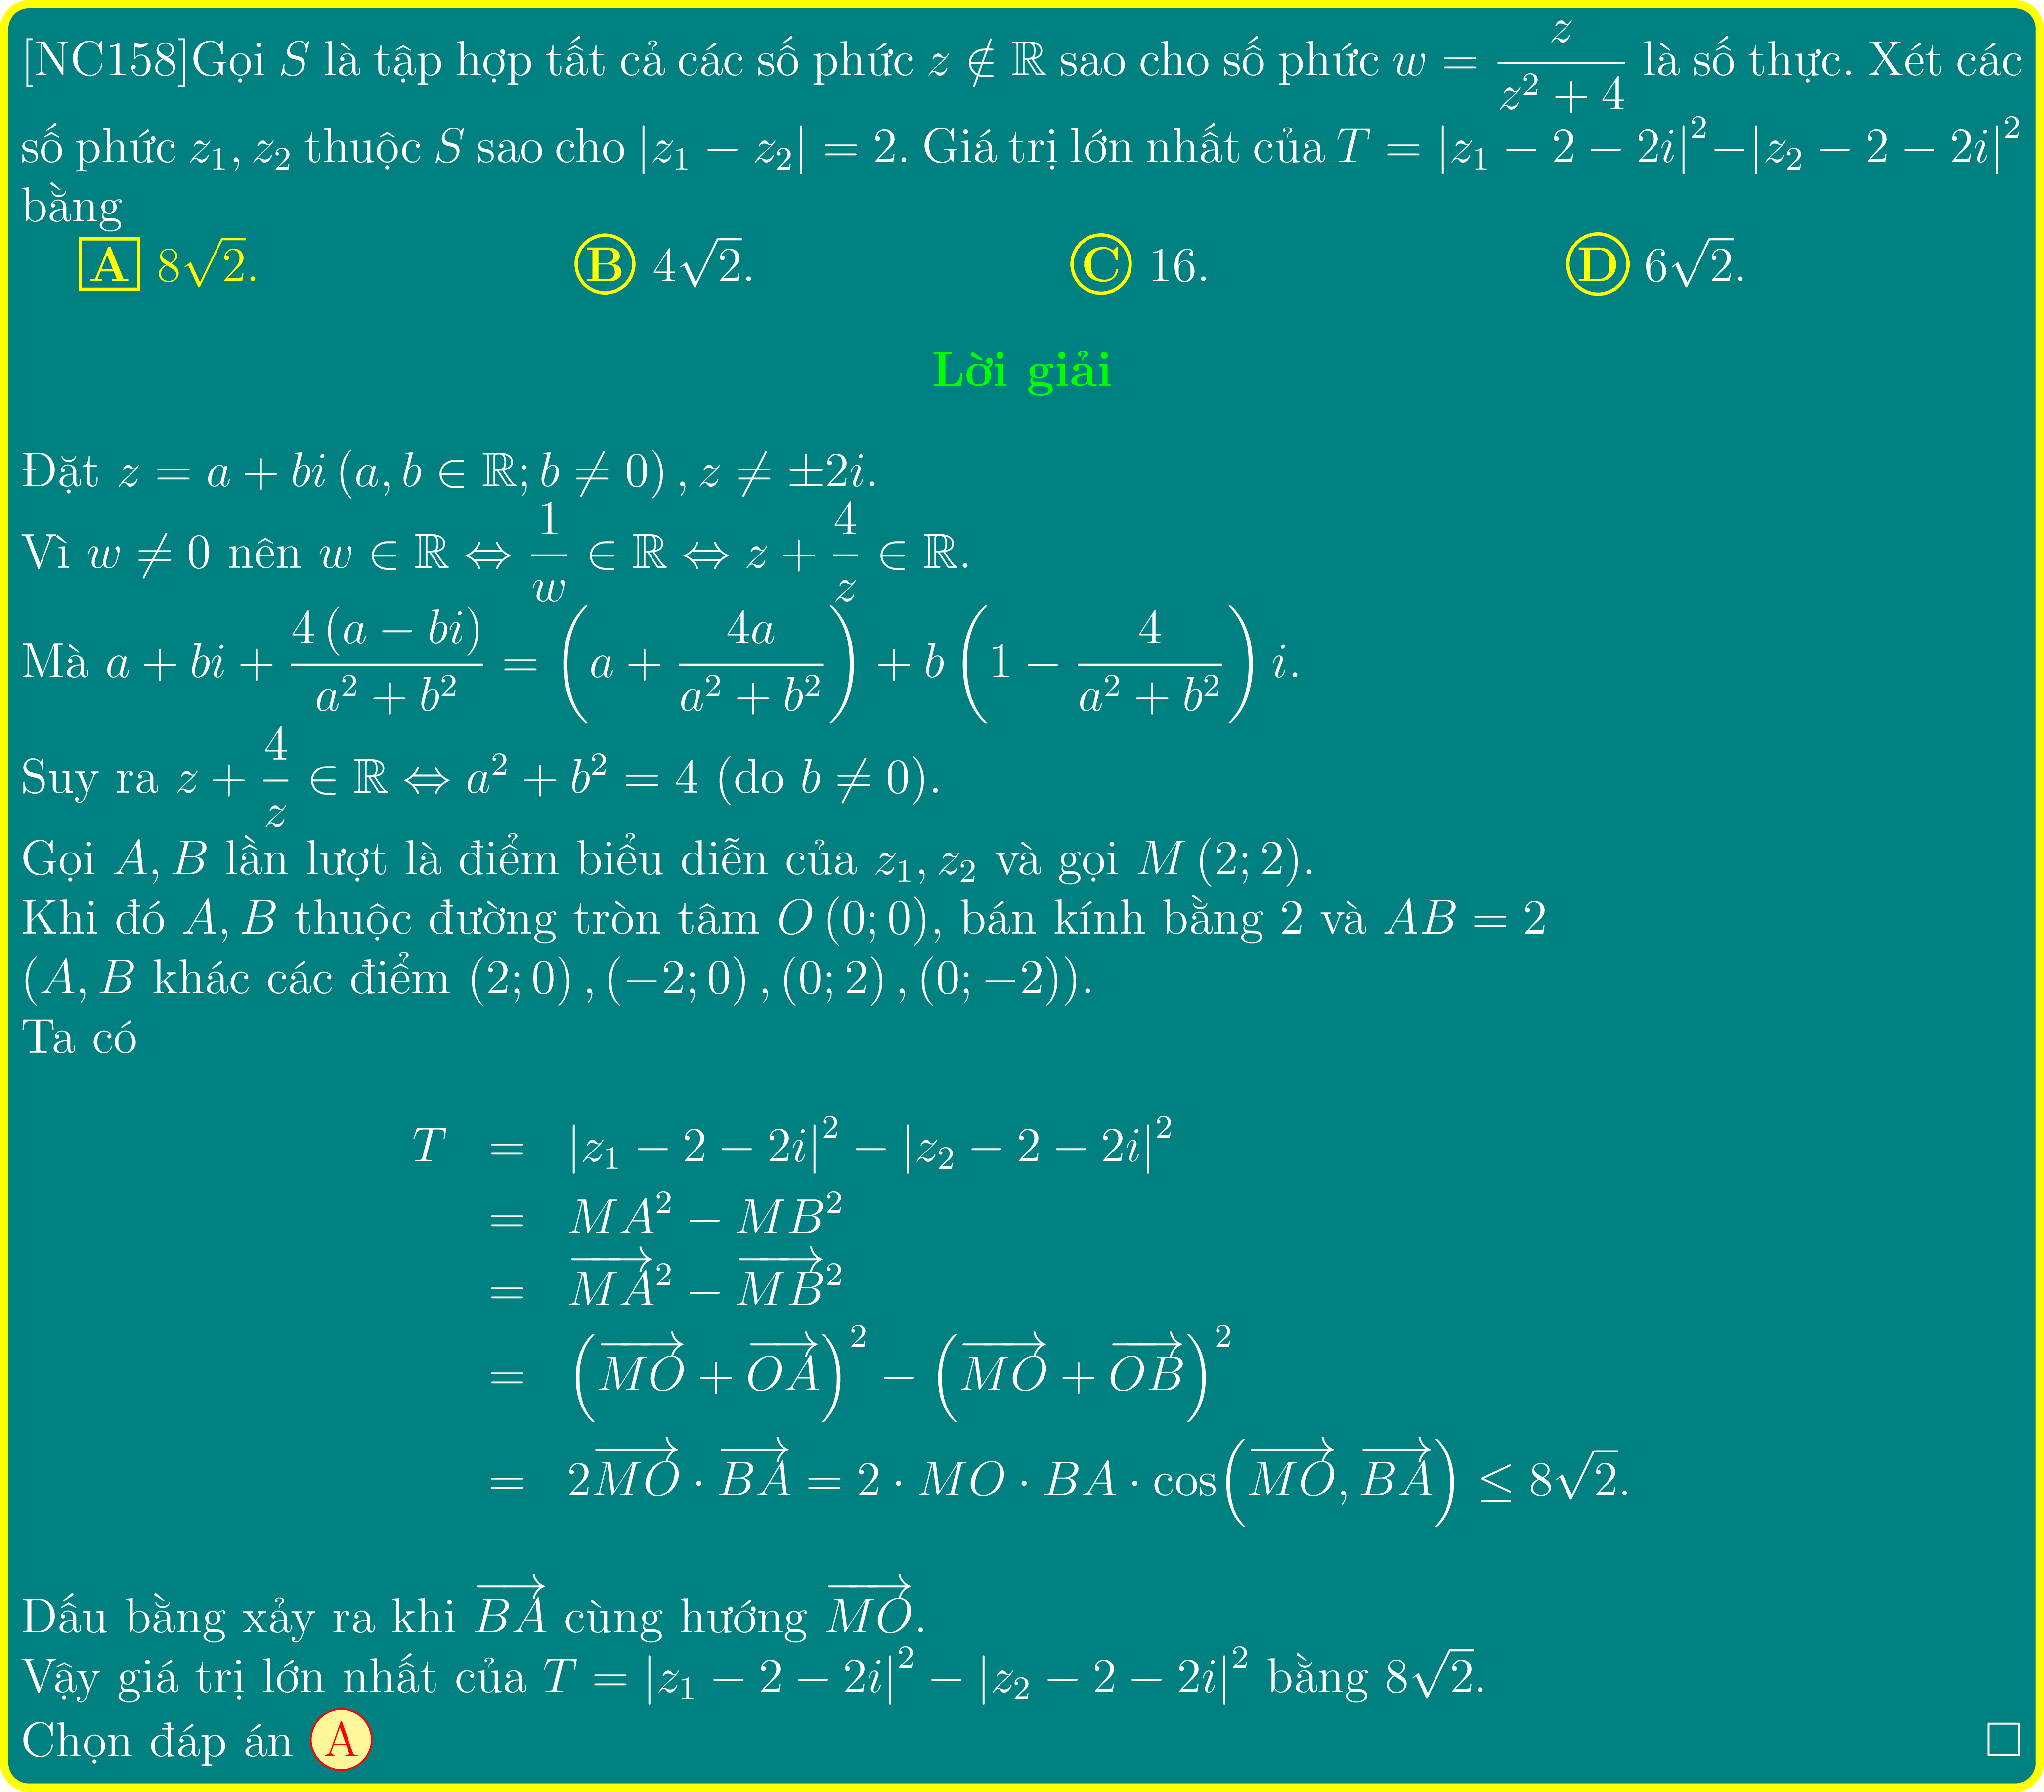 [NC158]Gọi $S$ là tập hợp tất cả các số phức $z \notin \mathbb{R}$ sao cho số phức $w = \dfrac{z}{z^2+4}$ là số thực. Xét các
số phức $z_1, z_2$ thuộc $S$ sao cho $|z_1 - z_2| = 2$. Giá trị lớn nhất của $T = |z_1 - 2 - 2i|^2 - |z_2 - 2 - 2i|^2$
bằng
A $8\sqrt{2}$. B $4\sqrt{2}$. C 16. D $6\sqrt{2}$.
Lời giải
Đặt $z = a + bi\,(a, b \in \mathbb{R}; b \neq 0), z \neq \pm 2i$.
Vì $w \neq 0$ nên $w \in \mathbb{R} \Leftrightarrow \dfrac{1}{w} \in \mathbb{R} \Leftrightarrow z + \dfrac{4}{z} \in \mathbb{R}$.
Mà $a + bi + \dfrac{4(a - bi)}{a^2 + b^2} = \left(a + \dfrac{4a}{a^2 + b^2}\right) + b\left(1 - \dfrac{4}{a^2 + b^2}\right)i$.
Suy ra $z + \dfrac{4}{z} \in \mathbb{R} \Leftrightarrow a^2 + b^2 = 4$ (do $b \neq 0$).
Gọi $A, B$ lần lượt là điểm biểu diễn của $z_1, z_2$ và gọi $M(2; 2)$.
Khi đó $A, B$ thuộc đường tròn tâm $O(0; 0)$, bán kính bằng 2 và $AB = 2$
($A, B$ khác các điểm $(2; 0), (-2; 0), (0; 2), (0; -2)$).
Ta có
$T = |z_1 - 2 - 2i|^2 - |z_2 - 2 - 2i|^2$
$= MA^2 - MB^2$
$= \overrightarrow{MA}^2 - \overrightarrow{MB}^2$
$= \left(\overrightarrow{MO} + \overrightarrow{OA}\right)^2 - \left(\overrightarrow{MO} + \overrightarrow{OB}\right)^2$
$= 2\overrightarrow{MO} \cdot \overrightarrow{BA} = 2 \cdot MO \cdot BA \cdot \cos\left(\overrightarrow{MO}, \overrightarrow{BA}\right) \leq 8\sqrt{2}$.
Dấu bằng xảy ra khi $\overrightarrow{BA}$ cùng hướng $\overrightarrow{MO}$.
Vậy giá trị lớn nhất của $T = |z_1 - 2 - 2i|^2 - |z_2 - 2 - 2i|^2$ bằng $8\sqrt{2}$.
Chọn đáp án A □